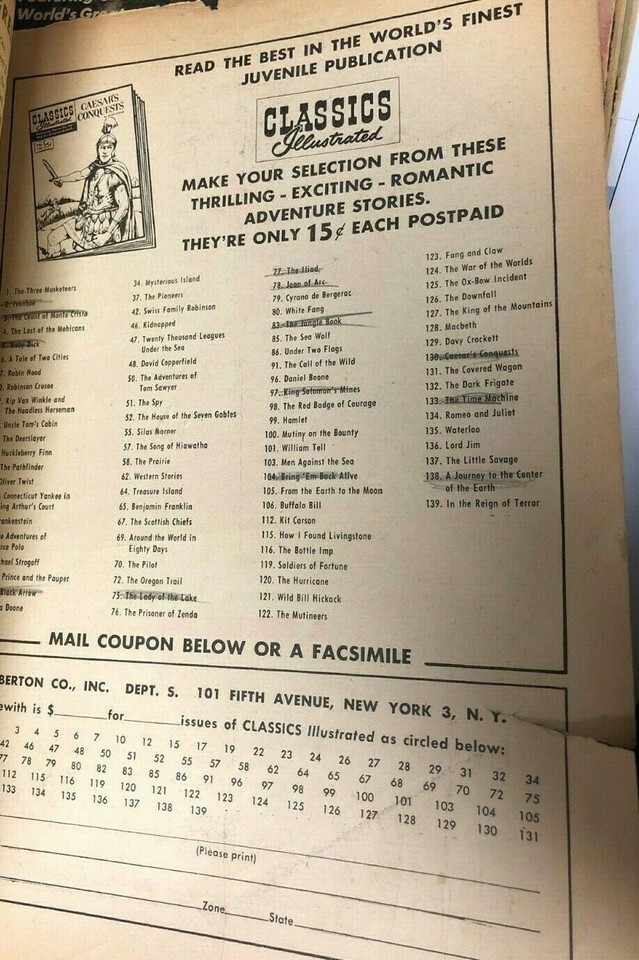 World's Gre
READ THE BEST IN THE WORLD'S FINEST
JUVENILE PUBLICATION
CLASSICS
Illustrated
CAESAR'S
CONQUESTS
CLASSICS
Illustrated
MAKE YOUR SELECTION FROM THESE
THRILLING - EXCITING - ROMANTIC
ADVENTURE STORIES.
THEY'RE ONLY 15¢ EACH POSTPAID
1. The Three Musketeers
2. Ivanhoe
3. The Count of Monte Cristo
4. The Last of the Mohicans
5. Moby Dick
6. A Tale of Two Cities
7. Robin Hood
0. Robinson Crusoe
. Rip Van Winkle and
The Headless Horseman
Uncle Tom's Cabin
The Deerslayer
Huckleberry Finn
The Pathfinder
Oliver Twist
Connecticut Yankee in
ing Arthur's Court
rankenstein
e Adventures of
rco Polo
hael Strogoff
Prince and the Pauper
Black Arrow
a Doone
34. Mysterious Island
37. The Pioneers
42. Swiss Family Robinson
46. Kidnapped
47. Twenty Thousand Leagues
Under the Sea
48. David Copperfield
50. The Adventures of
Tom Sawyer
51. The Spy
52. The House of the Seven Gables
55. Silas Marner
57. The Song of Hiawatha
58. The Prairie
62. Western Stories
64. Treasure Island
65. Benjamin Franklin
67. The Scottish Chiefs
69. Around the World in
Eighty Days
70. The Pilot
72. The Oregon Trail
75. The Lady of the Lake
76. The Prisoner of Zenda
77. The Iliad
78. Joan of Arc
79. Cyrano de Bergerac
80. White Fang
83. The Jungle Book
85. The Sea Wolf
86. Under Two Flags
91. The Call of the Wild
96. Daniel Boone
97. King Solomon's Mines
98. The Red Badge of Courage
99. Hamlet
100. Mutiny on the Bounty
101. William Tell
103. Men Against the Sea
104. Bring 'Em Back Alive
105. From the Earth to the Moon
106. Buffalo Bill
112. Kit Carson
115. How I Found Livingstone
116. The Bottle Imp
119. Soldiers of Fortune
120. The Hurricane
121. Wild Bill Hickock
122. The Mutineers
123. Fang and Claw
124. The War of the Worlds
125. The Ox-Bow Incident
126. The Downfall
127. The King of the Mountains
128. Macbeth
129. Davy Crockett
130. Caesar's Conquests
131. The Covered Wagon
132. The Dark Frigate
133. The Time Machine
134. Romeo and Juliet
135. Waterloo
136. Lord Jim
137. The Little Savage
138. A Journey to the Center
of the Earth
139. In the Reign of Terror
MAIL COUPON BELOW OR A FACSIMILE
BERTON CO., INC. DEPT. S. 101 FIFTH AVENUE, NEW YORK 3, N. Y.
ewith is $ for issues of CLASSICS Illustrated as circled below:
3 4 5 6 7 10 12 15 17 19 22 23 24 26 27 28 29 31 32 34
42 46 47 48 50 51 52 55 57 58 62 64 65 67 68 69 70 72 75
77 78 79 80 82 83 85 86 91 96 97 98 99 100 101 103 104 105
112 115 116 119 120 121 122 123 124 125 126 127 128 129 130 131
133 134 135 136 137 138 139
(Please print)
Zone State